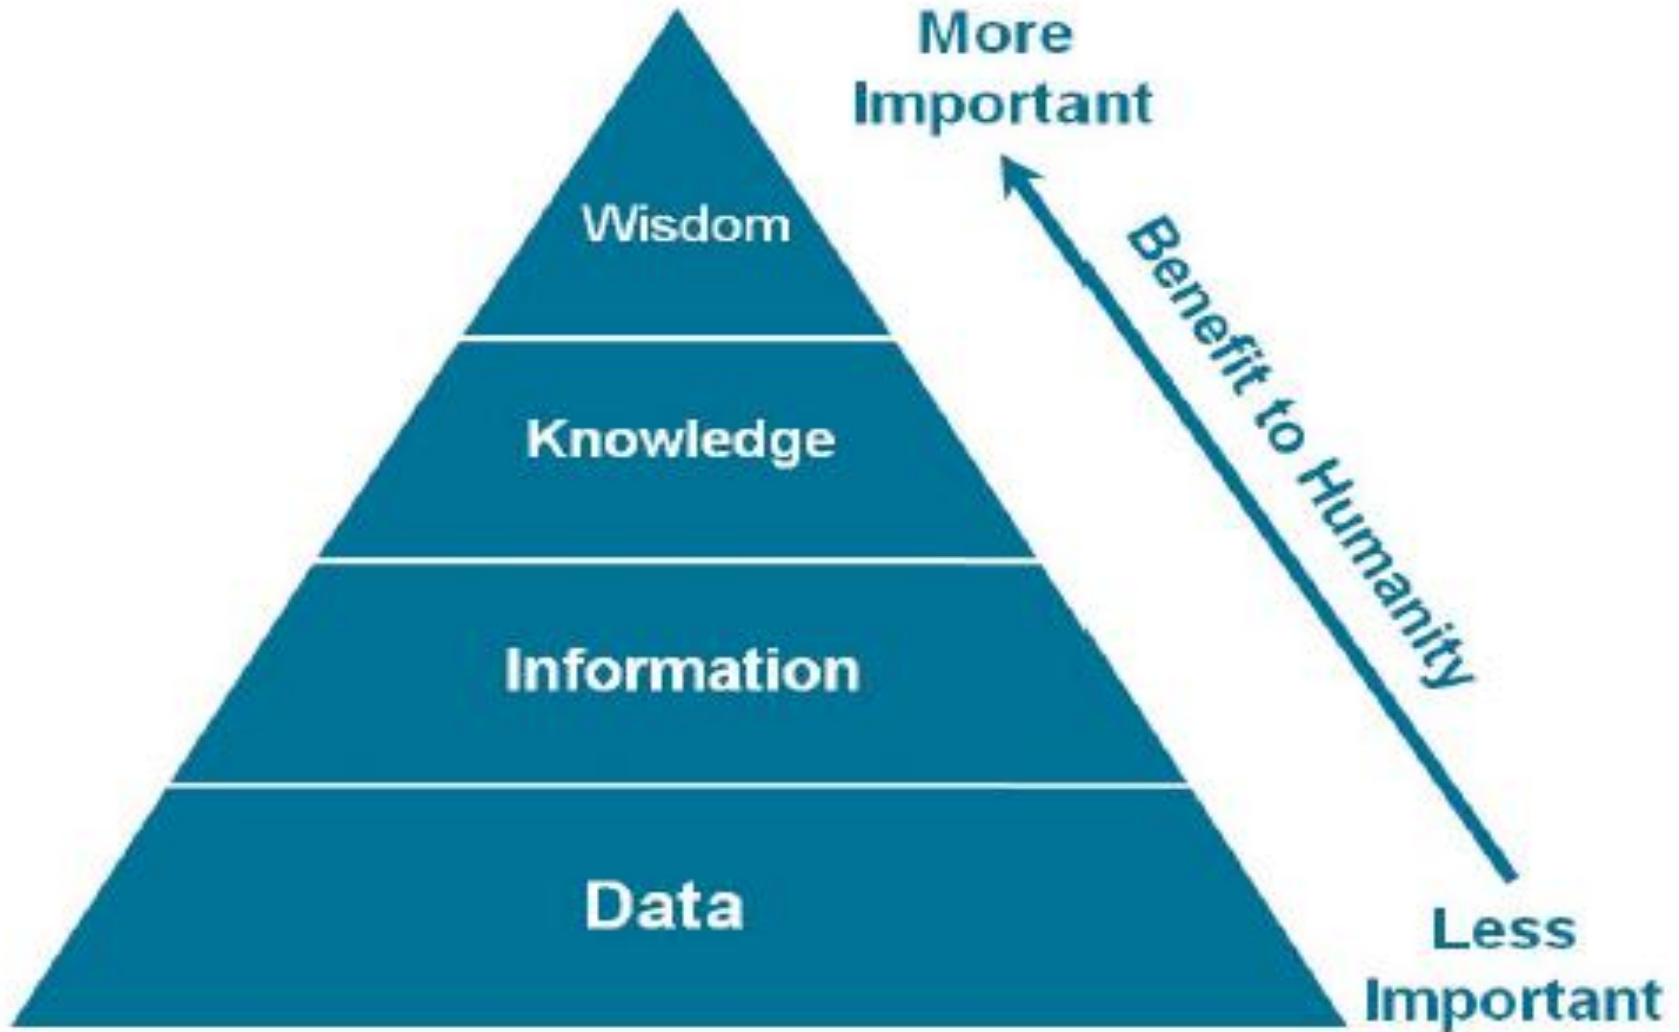 More
Important
Wisdom
Benefit to Humanity
Knowledge
Information
Data
Less
Important